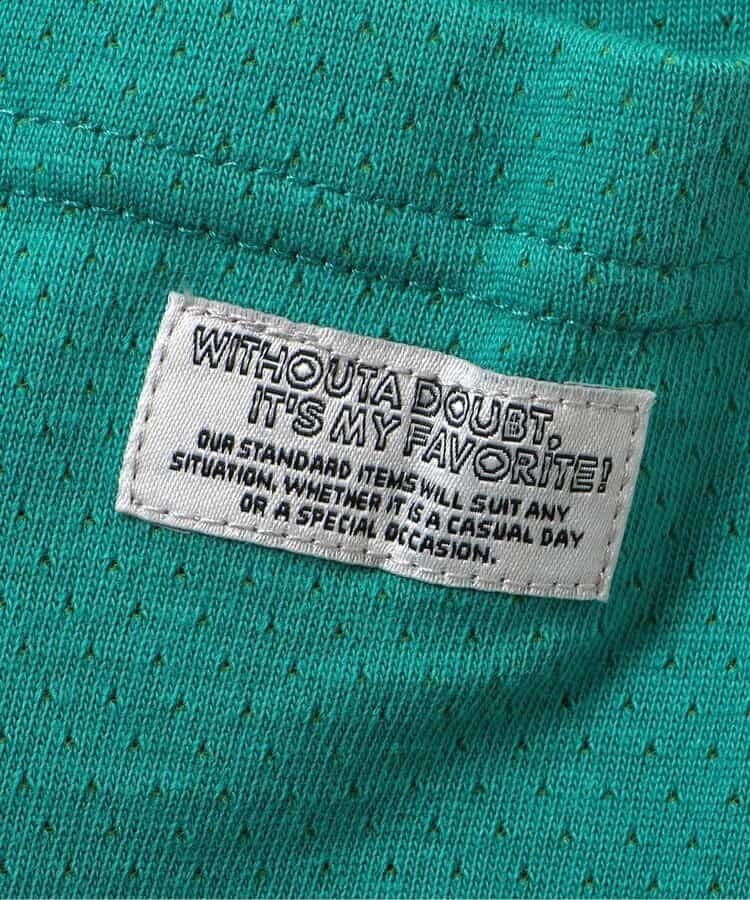 WITHOUTA DOUBT,
IT'S MY FAVORITE!
OUR STANDARD ITEMS WILL SUIT ANY
SITUATION, WHETHER IT IS A CASUAL DAY
OR A SPECIAL OCCASION.